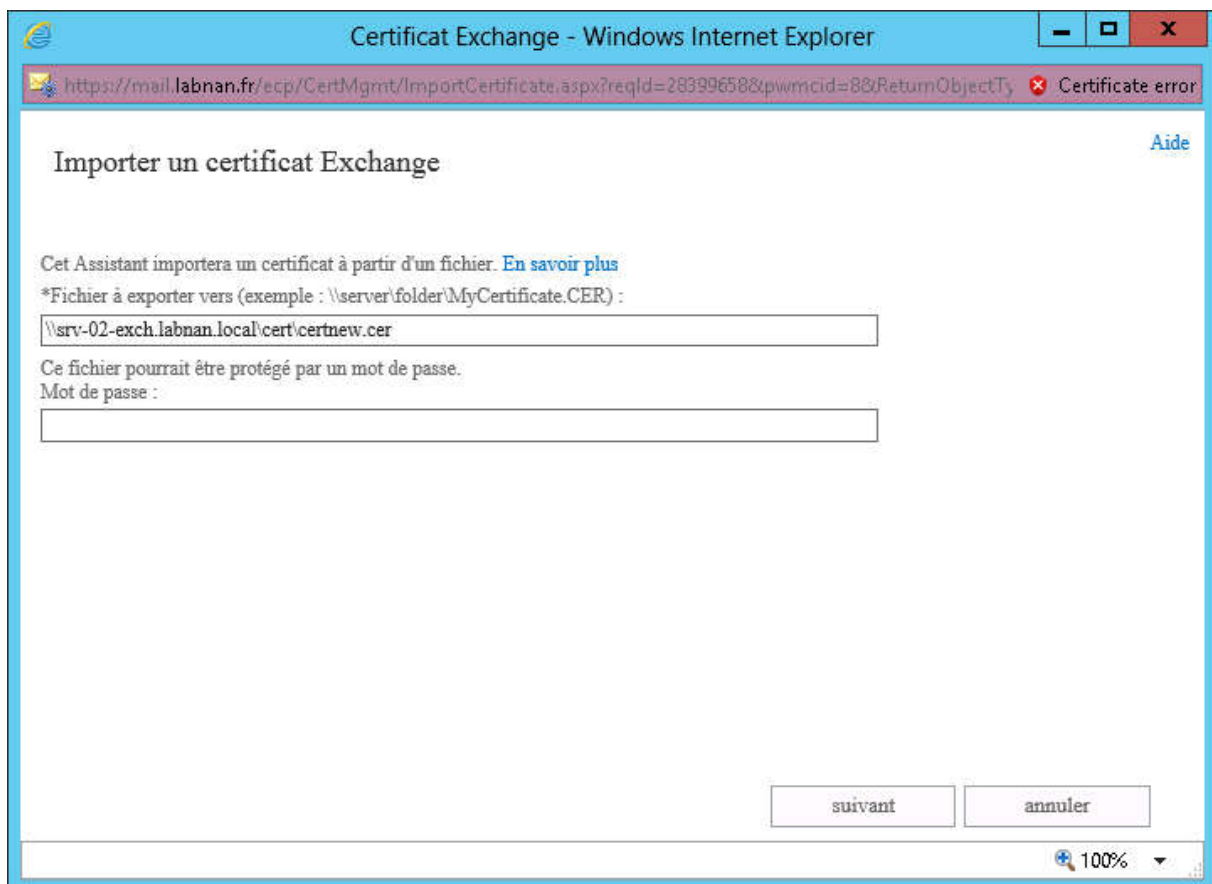 Certificat Exchange - Windows Internet Explorer
https://mail.labnan.fr/ecp/CertMgmt/ImportCertificate.aspx?reqId=28399658&pwmcid=8&ReturnObjectTy Certificate error
Aide
Importer un certificat Exchange
Cet Assistant importera un certificat à partir d'un fichier. En savoir plus
*Fichier à exporter vers (exemple : \\server\folder\MyCertificate.CER) :
\\srv-02-exch.labnan.local\cert\certnew.cer
Ce fichier pourrait être protégé par un mot de passe.
Mot de passe :
suivant annuler
100%